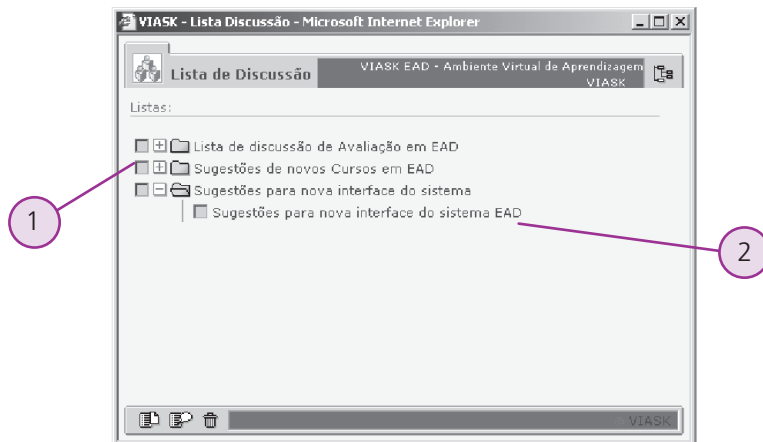 VIASK - Lista Discussão - Microsoft Internet Explorer
Lista de Discussão
VIASK EAD - Ambiente Virtual de Aprendizagem
VIASK
Listas:
Lista de discussão de Avaliação em EAD
Sugestões de novos Cursos em EAD
Sugestões para nova interface do sistema
Sugestões para nova interface do sistema EAD
1
2
VIASK